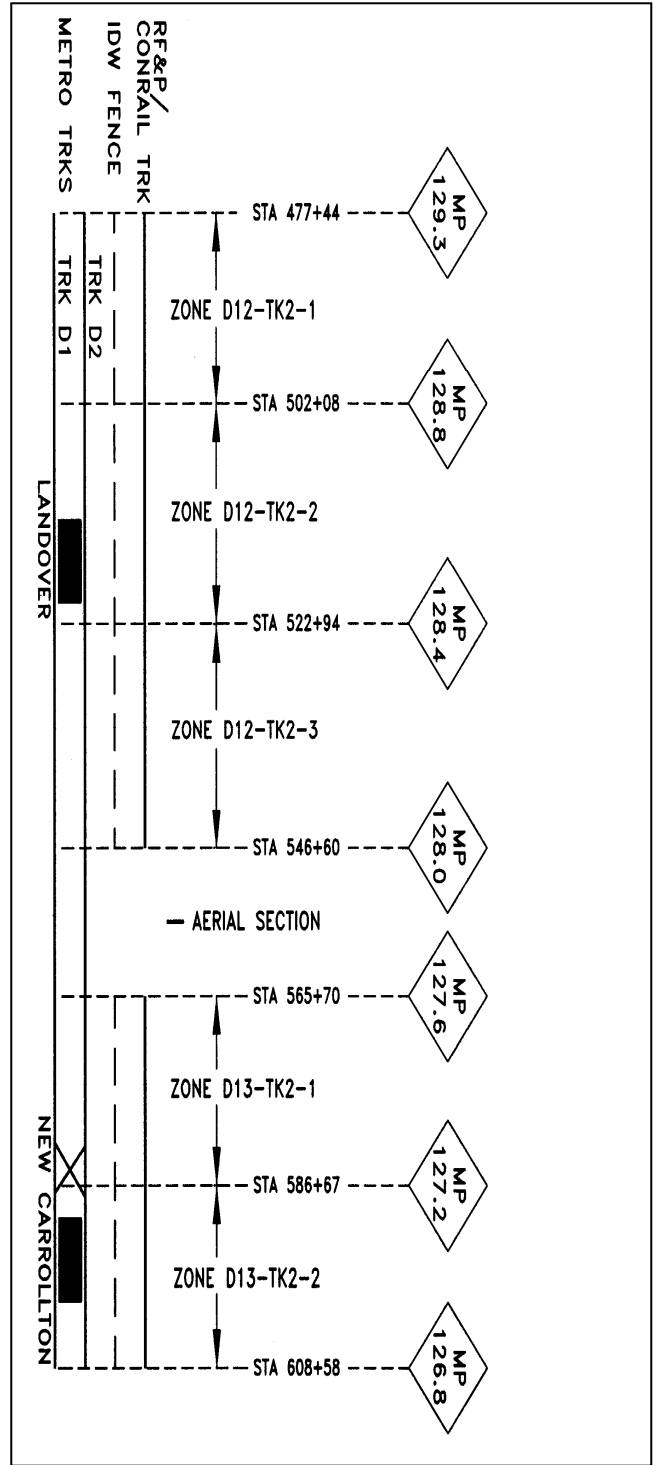 RF&P/
CONRAIL TRK
IDW FENCE
METRO TRKS
MP
129.3
STA 477+44
TRK D2
TRK D1
ZONE D12-TK2-1
MP
128.8
STA 502+08
ZONE D12-TK2-2
LANDOVER
MP
128.4
STA 522+94
ZONE D12-TK2-3
MP
128.0
STA 546+60
AERIAL SECTION
MP
127.6
STA 565+70
ZONE D13-TK2-1
MP
127.2
STA 586+67
ZONE D13-TK2-2
NEW CARROLLTON
MP
126.8
STA 608+58